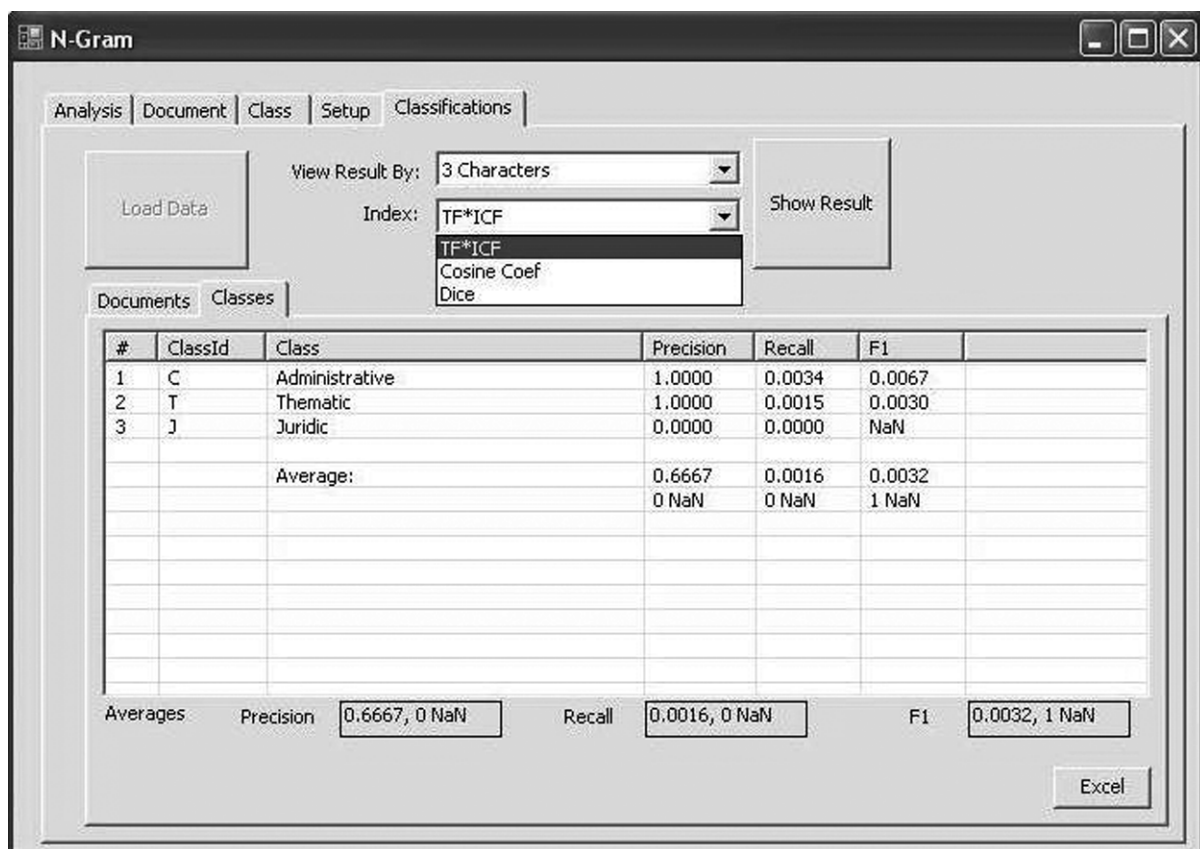 N-Gram
Analysis Document Class Setup Classifications
Load Data
View Result By: 3 Characters
Index: TF*ICF
TF*ICF
Cosine Coef
Dice
Show Result
Documents Classes
# ClassId Class Precision Recall F1
1 C Administrative 1.0000 0.0034 0.0067
2 T Thematic 1.0000 0.0015 0.0030
3 J Juridic 0.0000 0.0000 NaN
Average: 0.6667 0.0016 0.0032
0 NaN 0 NaN 1 NaN
Averages Precision 0.6667, 0 NaN Recall 0.0016, 0 NaN F1 0.0032, 1 NaN
Excel